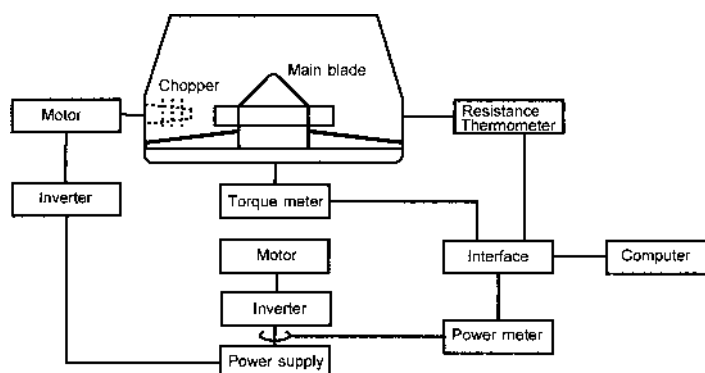 Main blade
Chopper
Motor
Resistance
Thermometer
Inverter
Torque meter
Motor
Interface
Computer
Inverter
Power meter
Power supply